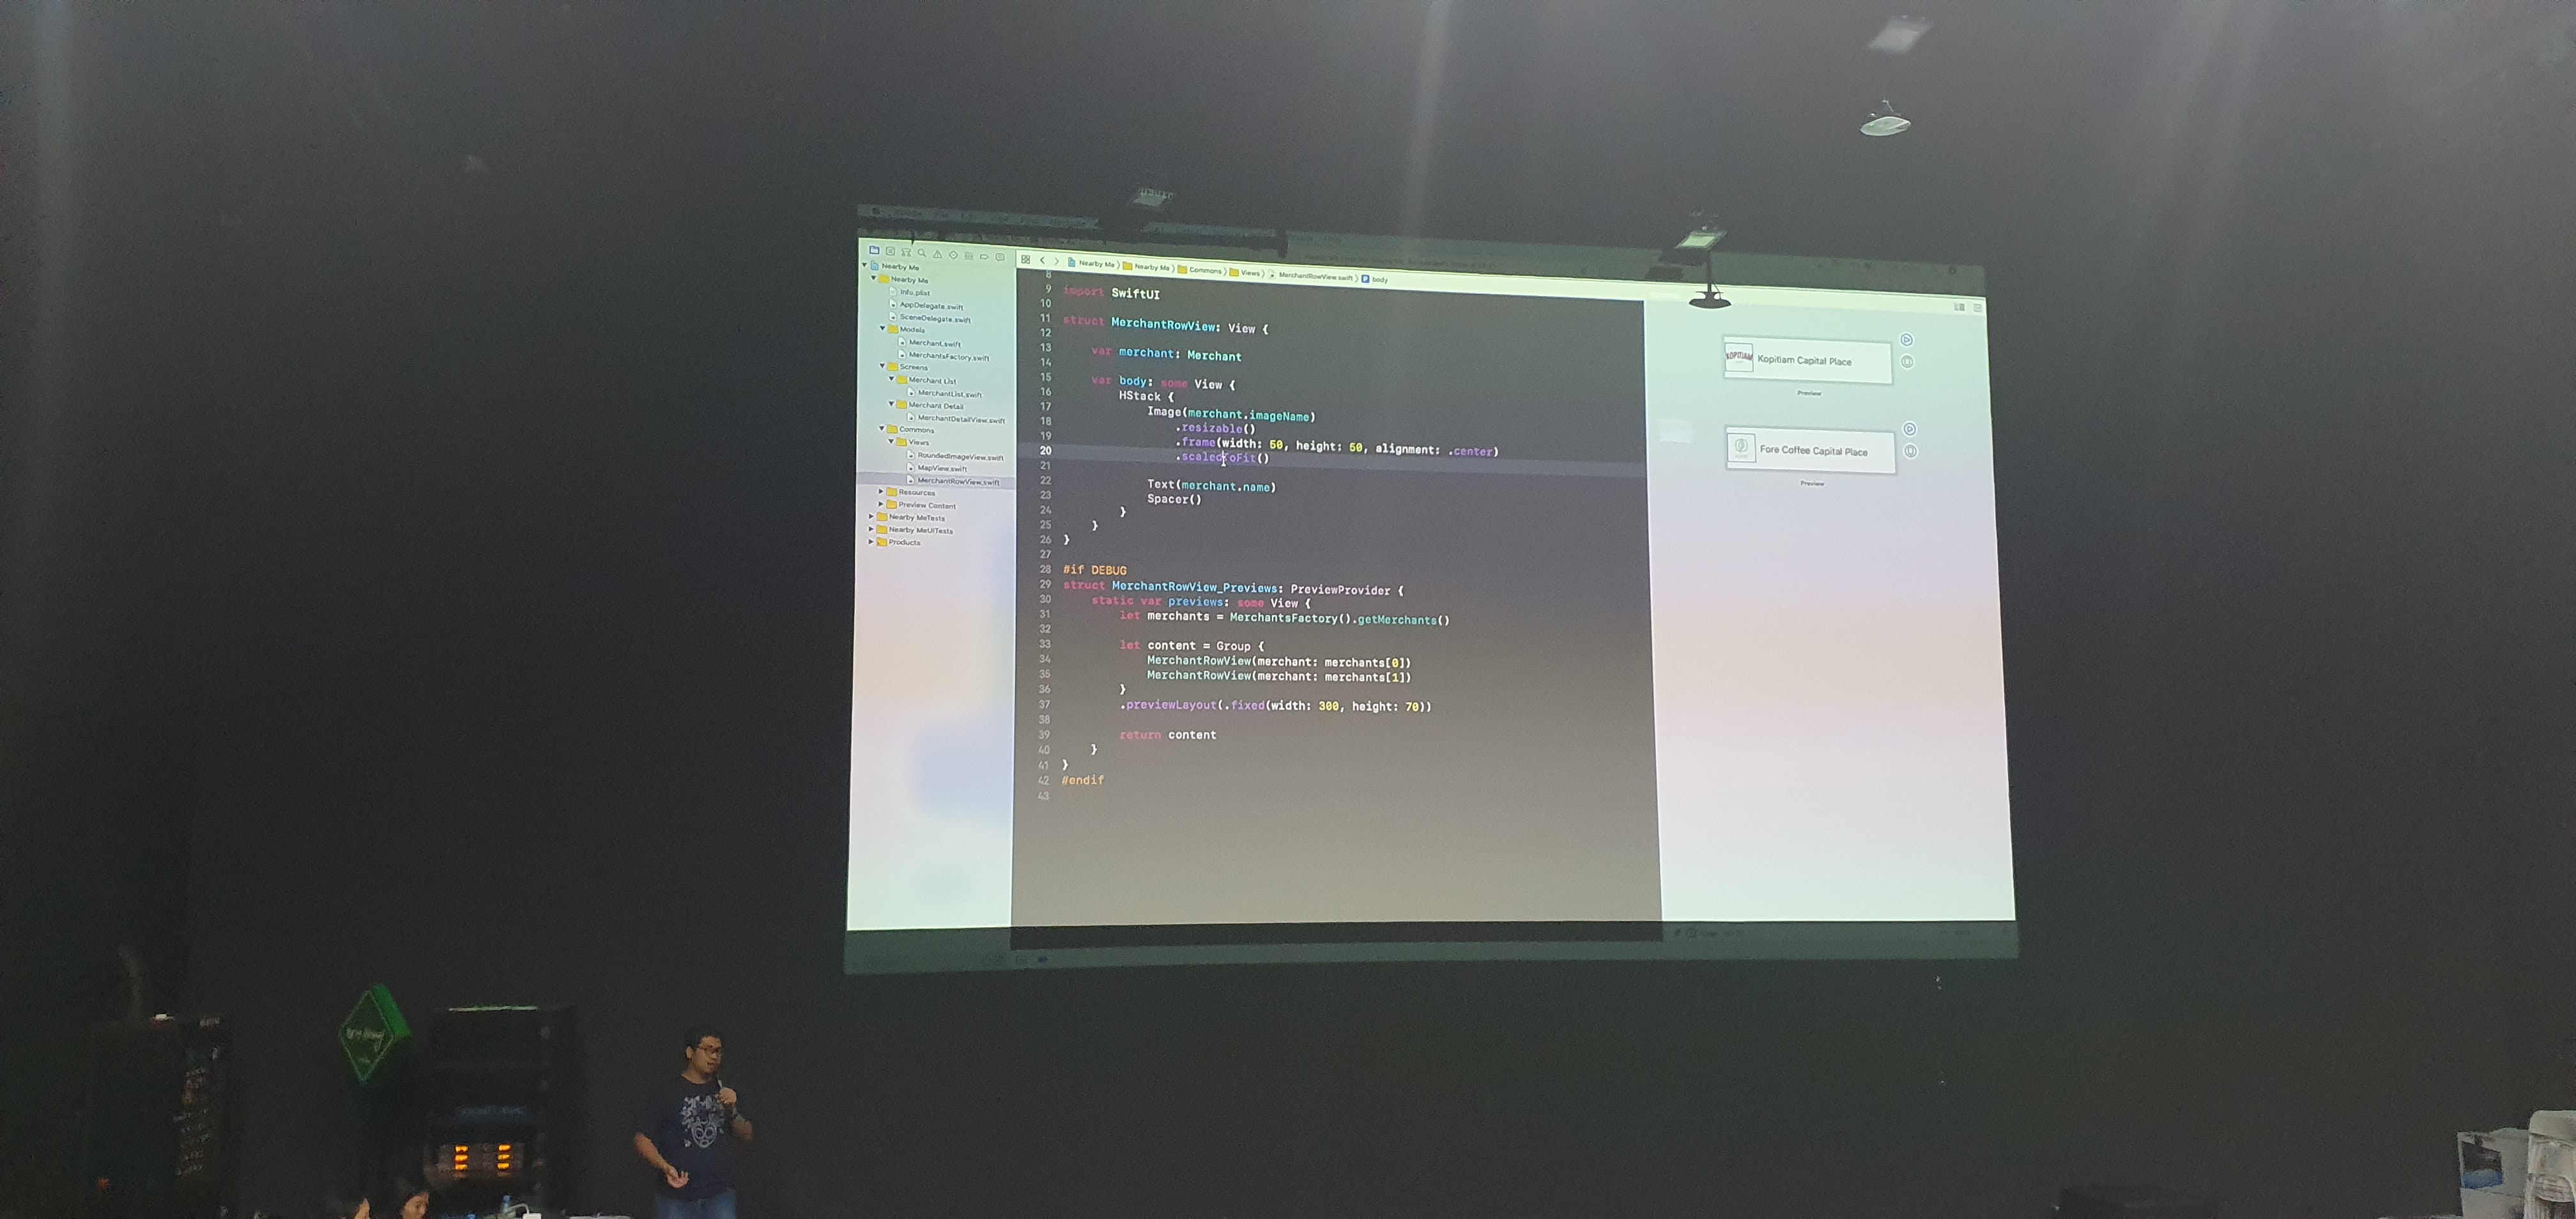 Nearby Me
Nearby Me
Info.plist
AppDelegate.swift
SceneDelegate.swift
Models
Merchant.swift
MerchantsFactory.swift
Screens
Merchant List
MerchantList.swift
Merchant Detail
MerchantDetailView.swift
Commons
Views
RoundedImageView.swift
MapView.swift
MerchantRowView.swift
Resources
Preview Content
Nearby MeTests
Nearby MeUITests
Products
Nearby Me Nearby Me Commons Views MerchantRowView.swift P body
8
9 import SwiftUI
10
11 struct MerchantRowView: View {
12
13 var merchant: Merchant
14
15 var body: some View {
16 HStack {
17 Image(merchant.imageName)
18 .resizable()
19 .frame(width: 50, height: 50, alignment: .center)
20 .scaledToFit()
21
22 Text(merchant.name)
23 Spacer()
24 }
25 }
26 }
27
28 #if DEBUG
29 struct MerchantRowView_Previews: PreviewProvider {
30 static var previews: some View {
31 let merchants = MerchantsFactory().getMerchants()
32
33 let content = Group {
34 MerchantRowView(merchant: merchants[0])
35 MerchantRowView(merchant: merchants[1])
36 }
37 .previewLayout(.fixed(width: 300, height: 70))
38
39 return content
40 }
41 }
42 #endif
43
KOPITIAM Kopitiam Capital Place
Preview
Fore Coffee Capital Place
Preview